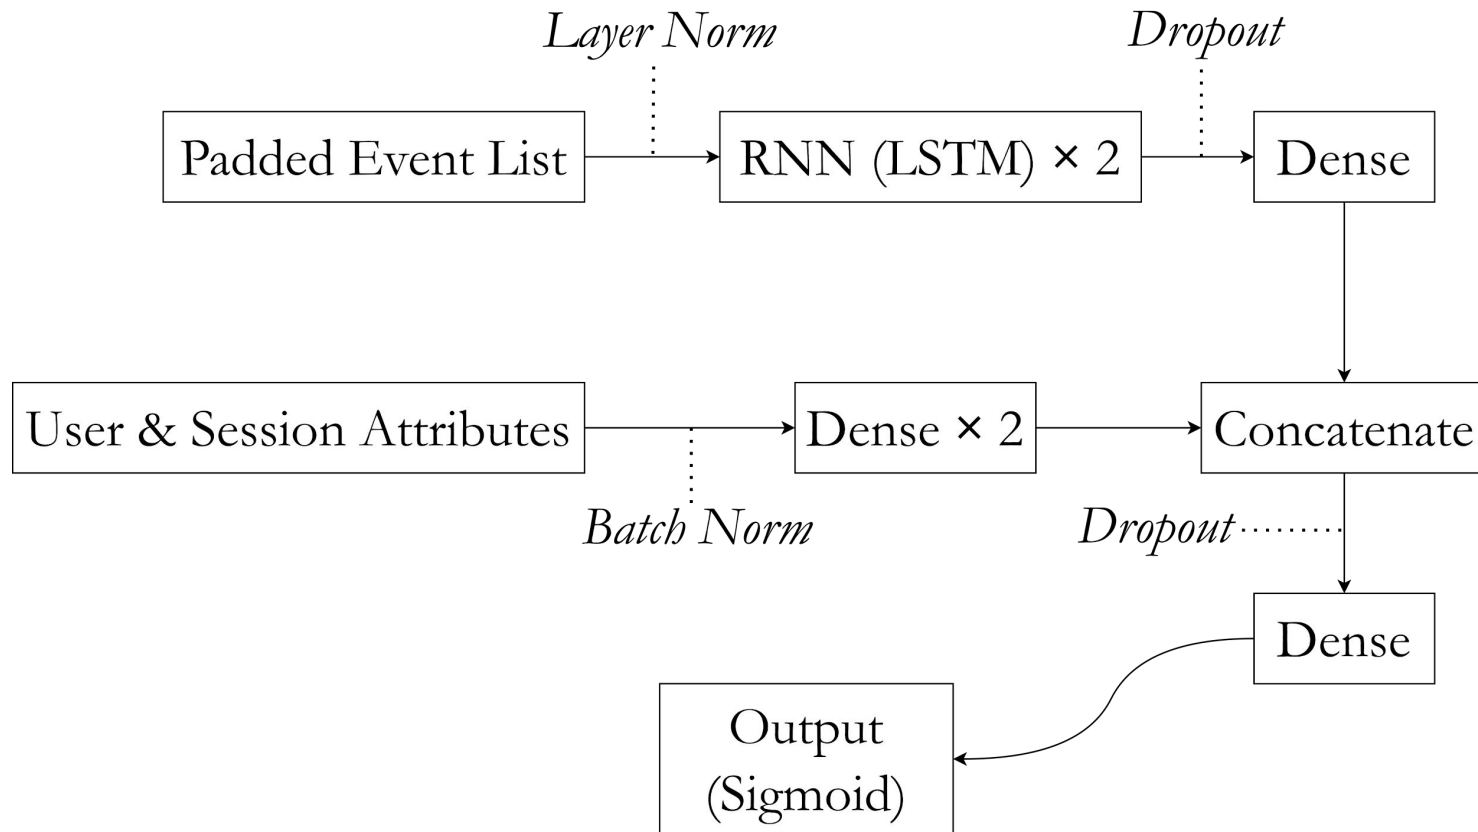 Layer Norm
Dropout
Padded Event List
RNN (LSTM) × 2
Dense
User & Session Attributes
Dense × 2
Concatenate
Batch Norm
Dropout
Dense
Output
(Sigmoid)